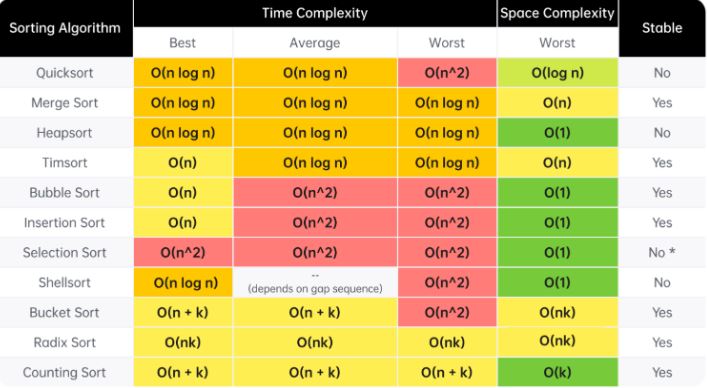 Sorting Algorithm Time Complexity Space Complexity Stable
Best Average Worst Worst
Quicksort O(n log n) O(n log n) O(n^2) O(log n) No
Merge Sort O(n log n) O(n log n) O(n log n) O(n) Yes
Heapsort O(n log n) O(n log n) O(n log n) O(1) No
Timsort O(n) O(n log n) O(n log n) O(n) Yes
Bubble Sort O(n) O(n^2) O(n^2) O(1) Yes
Insertion Sort O(n) O(n^2) O(n^2) O(1) Yes
Selection Sort O(n^2) O(n^2) O(n^2) O(1) No *
Shellsort O(n log n) -- (depends on gap sequence) O(n^2) O(1) No
Bucket Sort O(n + k) O(n + k) O(n^2) O(nk) Yes
Radix Sort O(nk) O(nk) O(nk) O(nk) Yes
Counting Sort O(n + k) O(n + k) O(n + k) O(k) Yes